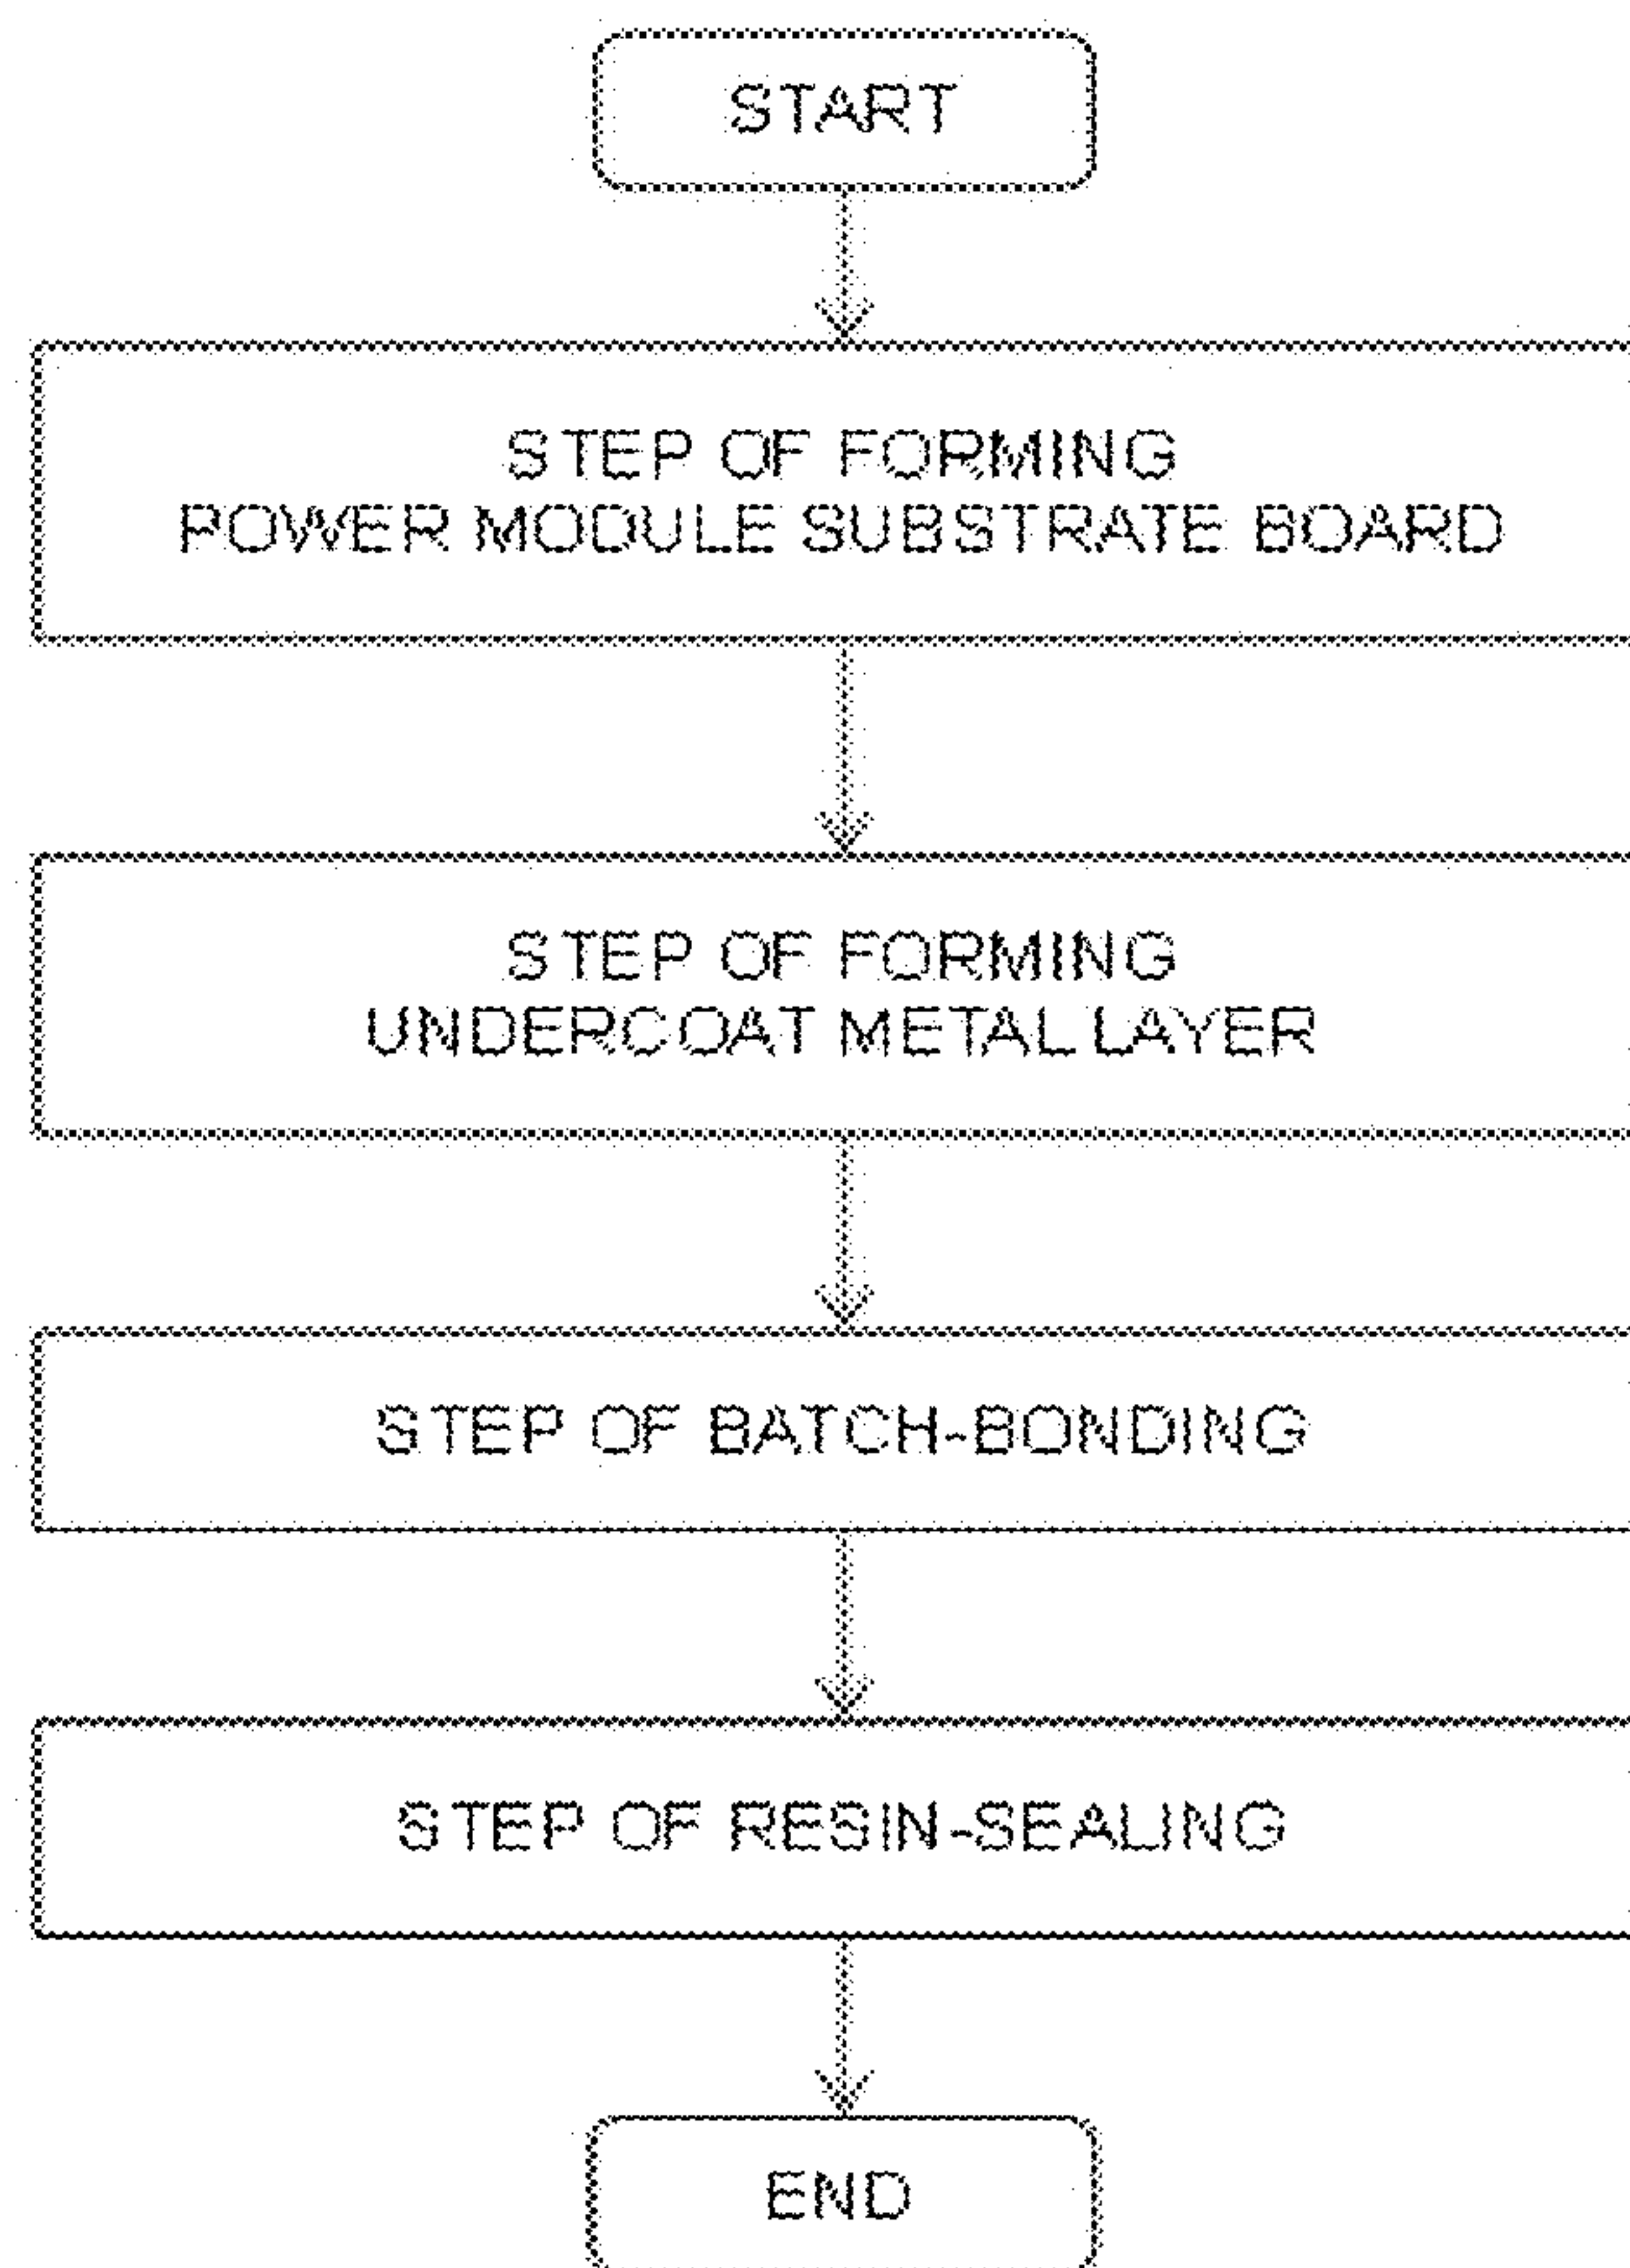 START
STEP OF FORMING
POWER MODULE SUBSTRATE BOARD
STEP OF FORMING
UNDERCOAT METAL LAYER
STEP OF BATCH-BONDING
STEP OF RESIN-SEALING
END